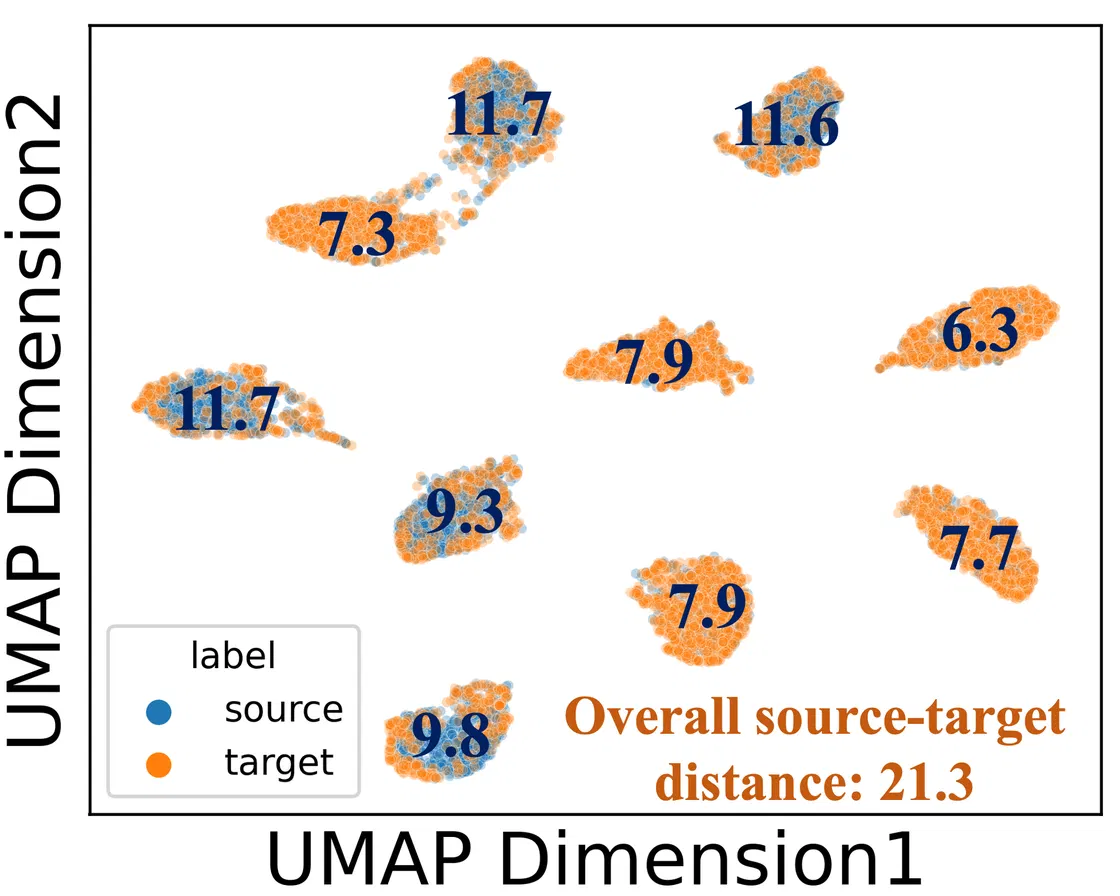 UMAP Dimension2
11.7
11.6
7.3
6.3
7.9
11.7
9.3
7.7
7.9
9.8
label
source
target
Overall source-target
distance: 21.3
UMAP Dimension1